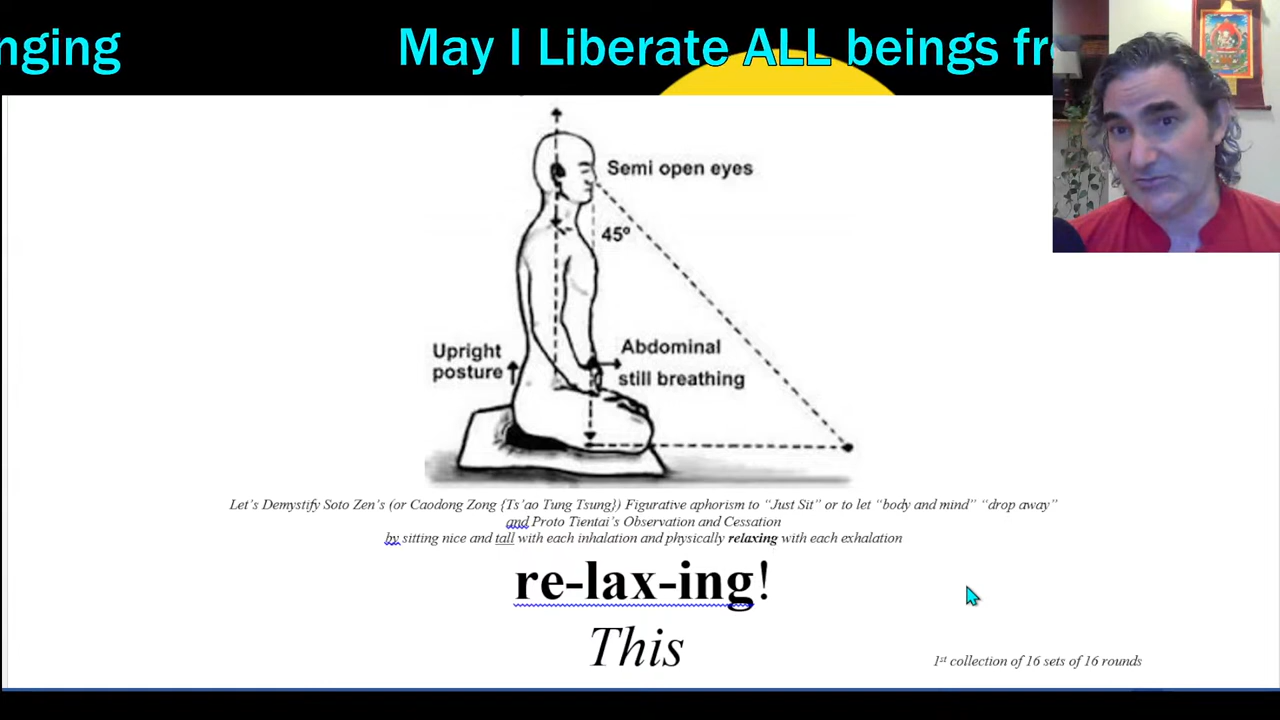 nging May I Liberate ALL beings fr
Semi open eyes
45º
Upright
posture
Abdominal
still breathing
Let's Demystify Soto Zen's (or Caodong Zong {Ts'ao Tung Tsung}) Figurative aphorism to “Just Sit” or to let “body and mind” “drop away”
and Proto Tientai's Observation and Cessation
by sitting nice and tall with each inhalation and physically relaxing with each exhalation
re-lax-ing!
This
1st collection of 16 sets of 16 rounds